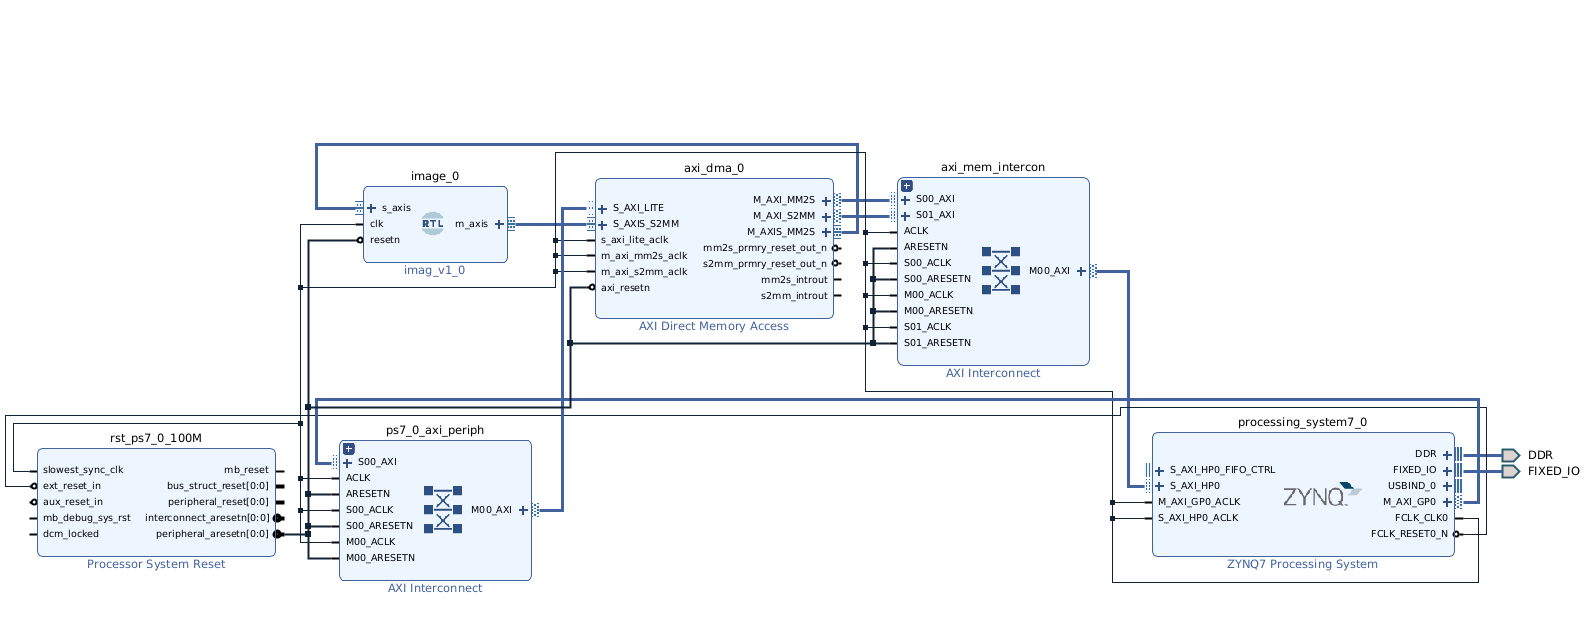 image_0
s_axis
clk
resetn
RTL
m_axis
imag_v1_0
axi_dma_0
S_AXI_LITE
S_AXIS_S2MM
s_axi_lite_aclk
m_axi_mm2s_aclk
m_axi_s2mm_aclk
axi_resetn
M_AXI_MM2S
M_AXI_S2MM
M_AXIS_MM2S
mm2s_prmry_reset_out_n
s2mm_prmry_reset_out_n
mm2s_introut
s2mm_introut
AXI Direct Memory Access
axi_mem_intercon
S00_AXI
S01_AXI
ACLK
ARESETN
S00_ACLK
S00_ARESETN
M00_ACLK
M00_ARESETN
S01_ACLK
S01_ARESETN
M00_AXI
AXI Interconnect
rst_ps7_0_100M
slowest_sync_clk
ext_reset_in
aux_reset_in
mb_debug_sys_rst
dcm_locked
mb_reset
bus_struct_reset[0:0]
peripheral_reset[0:0]
interconnect_aresetn[0:0]
peripheral_aresetn[0:0]
Processor System Reset
ps7_0_axi_periph
S00_AXI
ACLK
ARESETN
S00_ACLK
S00_ARESETN
M00_ACLK
M00_ARESETN
M00_AXI
AXI Interconnect
processing_system7_0
S_AXI_HP0_FIFO_CTRL
S_AXI_HP0
M_AXI_GP0_ACLK
S_AXI_HP0_ACLK
ZYNQ
DDR
FIXED_IO
USBIND_0
M_AXI_GP0
FCLK_CLK0
FCLK_RESET0_N
ZYNQ7 Processing System
DDR
FIXED_IO